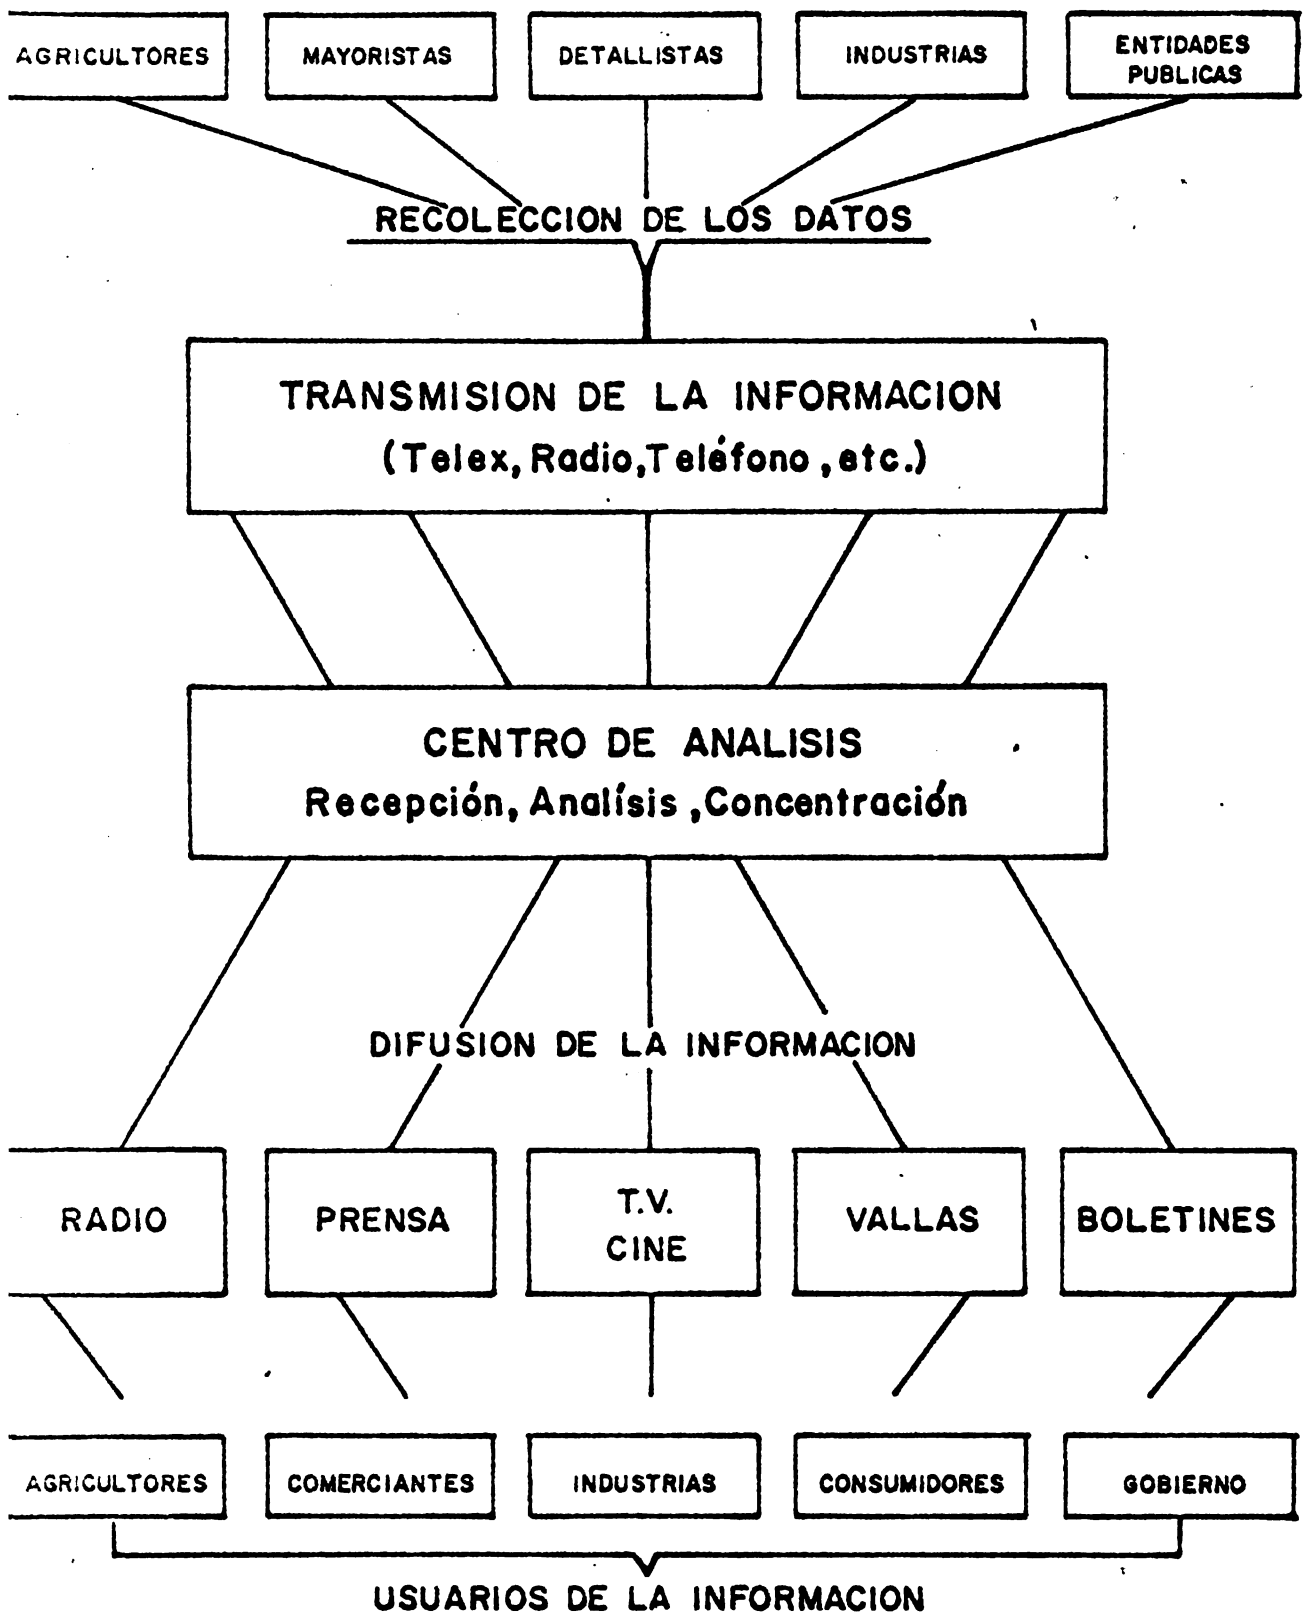 AGRICULTORES
MAYORISTAS
DETALLISTAS
INDUSTRIAS
ENTIDADES
PUBLICAS
RECOLECCION DE LOS DATOS
TRANSMISION DE LA INFORMACION
(Telex, Radio, Teléfono, etc.)
CENTRO DE ANALISIS
Recepción, Analísis, Concentración
DIFUSION DE LA INFORMACION
RADIO
PRENSA
T.V.
CINE
VALLAS
BOLETINES
AGRICULTORES
COMERCIANTES
INDUSTRIAS
CONSUMIDORES
GOBIERNO
USUARIOS DE LA INFORMACION